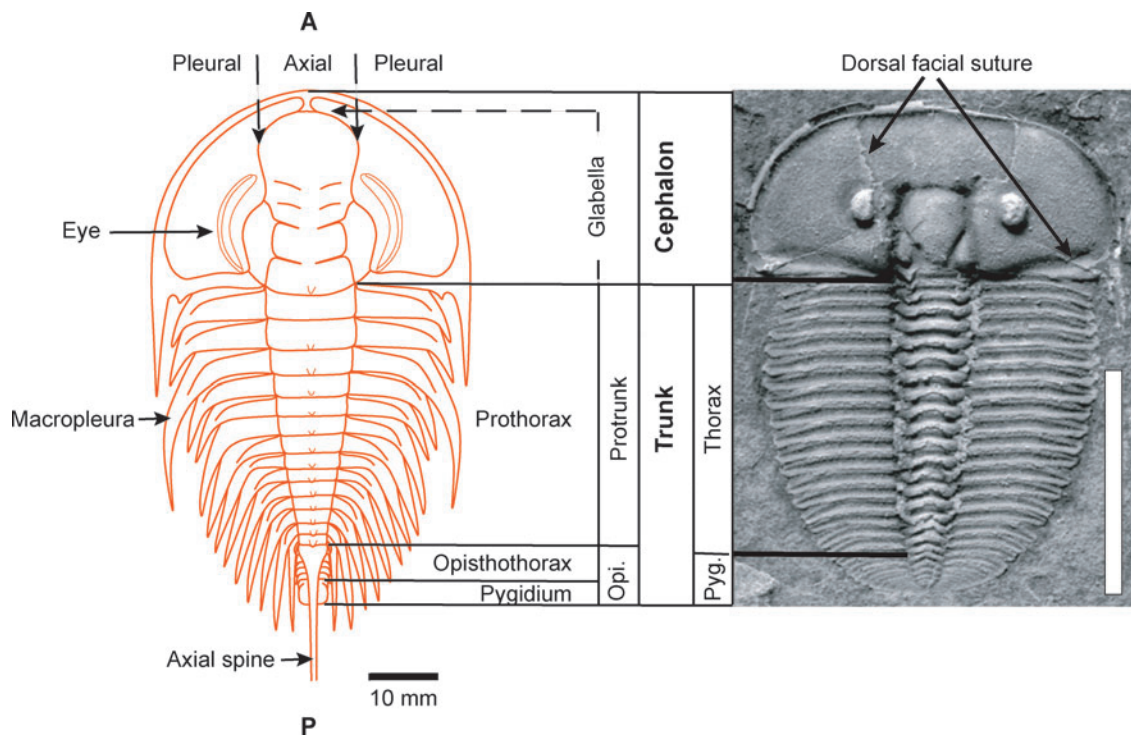 A
Pleural Axial Pleural
Dorsal facial suture
Eye
Glabella
Cephalon
Macropleura
Prothorax
Protrunk
Trunk
Thorax
Opisthothorax
Opi.
Pygidium
Pyg.
Axial spine
10 mm
P